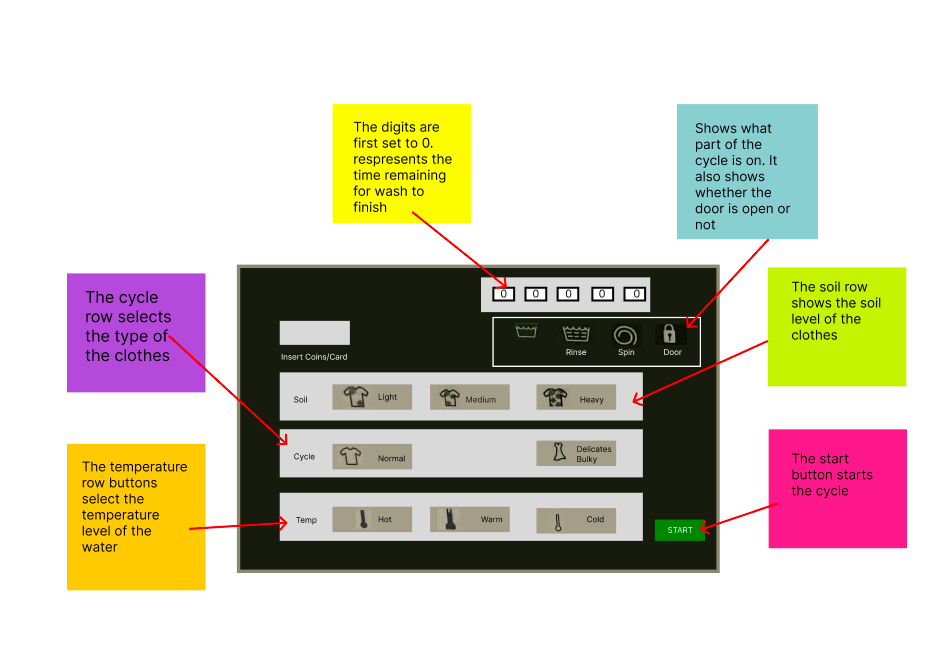 The digits are
first set to 0.
respresents the
time remaining
for wash to
finish
Shows what
part of the
cycle is on. It
also shows
whether the
door is open or
not
The cycle
row selects
the type of
the clothes
The soil row
shows the soil
level of the
clothes
The temperature
row buttons
select the
temperature
level of the
water
The start
button starts
the cycle
0 0 0 0 0
Insert Coins/Card
Rinse Spin Door
Soil Light Medium Heavy
Cycle Normal Delicates
Bulky
Temp Hot Warm Cold
START